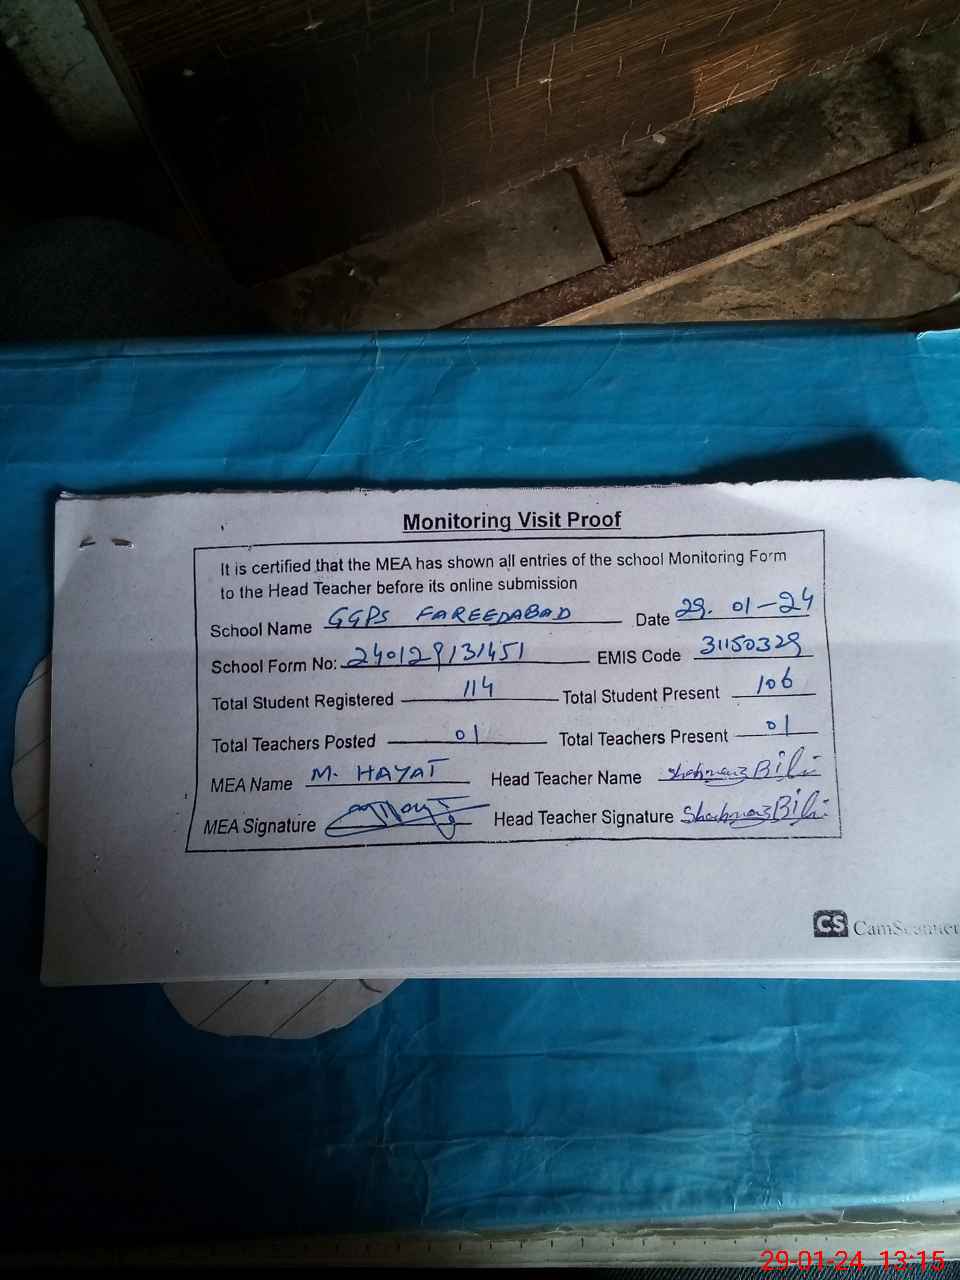 Monitoring Visit Proof
It is certified that the MEA has shown all entries of the school Monitoring Form
to the Head Teacher before its online submission
School Name GGPS FAREEDABAD Date 29. 01-24
School Form No: 240129131451 EMIS Code 31150329
Total Student Registered 114 Total Student Present 106
Total Teachers Posted 01 Total Teachers Present 01
MEA Name M. HAYAT Head Teacher Name Shahnaz Bibi
MEA Signature Head Teacher Signature Shahnaz Bibi
CS CamScanner
29-01-24 13:15